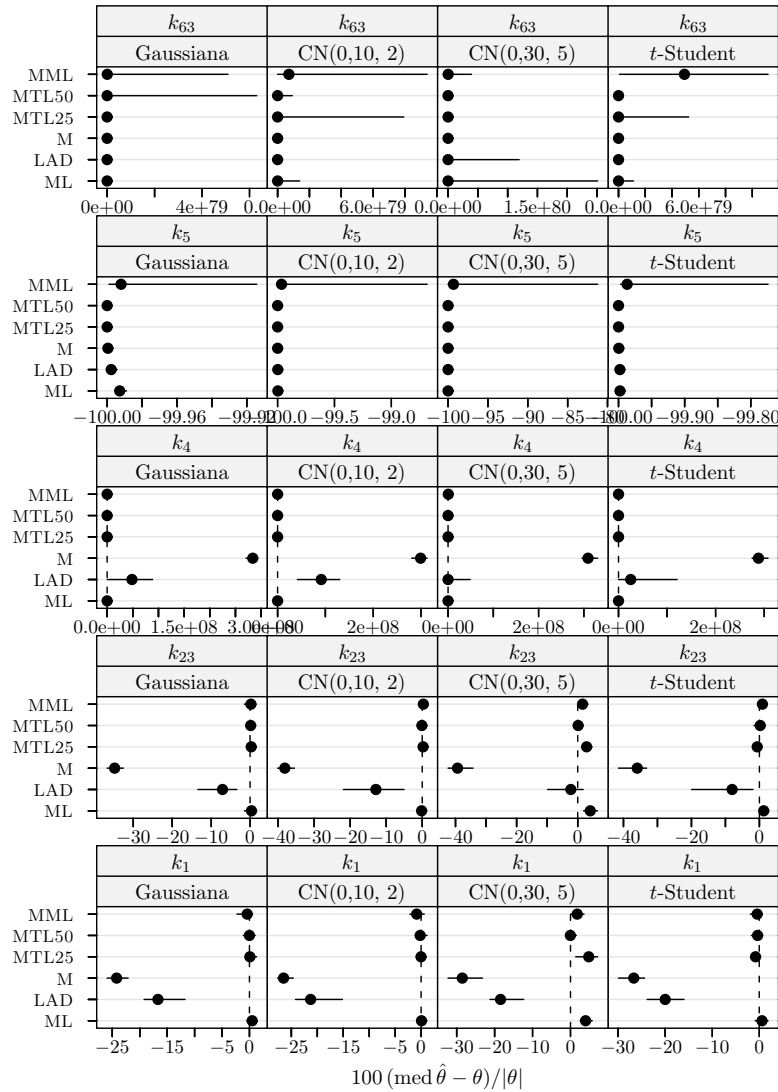 k₆₃ k₆₃ k₆₃ k₆₃
Gaussiana CN(0,10, 2) CN(0,30, 5) t-Student
MML
MTL50
MTL25
M
LAD
ML
0e+00 4e+79 0.0e+00 6.0e+79 0.0e+00 1.5e+80 0.0e+00 6.0e+79
k₅ k₅ k₅ k₅
Gaussiana CN(0,10, 2) CN(0,30, 5) t-Student
MML
MTL50
MTL25
M
LAD
ML
−100.00 −99.96 −99.92 −100.0 −99.5 −99.0 −100 −95 −90 −85 −80 −100.00 −99.90 −99.80
k₄ k₄ k₄ k₄
Gaussiana CN(0,10, 2) CN(0,30, 5) t-Student
MML
MTL50
MTL25
M
LAD
ML
0.0e+00 1.5e+08 3.0e+08 0e+00 2e+08 0e+00 2e+08 0e+00 2e+08
k₂₃ k₂₃ k₂₃ k₂₃
Gaussiana CN(0,10, 2) CN(0,30, 5) t-Student
MML
MTL50
MTL25
M
LAD
ML
−30 −20 −10 0 −40 −30 −20 −10 0 −40 −20 0 −40 −30 −20 −10 0
k₁ k₁ k₁ k₁
Gaussiana CN(0,10, 2) CN(0,30, 5) t-Student
MML
MTL50
MTL25
M
LAD
ML
−25 −15 −5 0 −25 −15 −5 0 −30 −20 −10 0 −30 −20 −10 0
100 (med θ̂ − θ)/|θ|